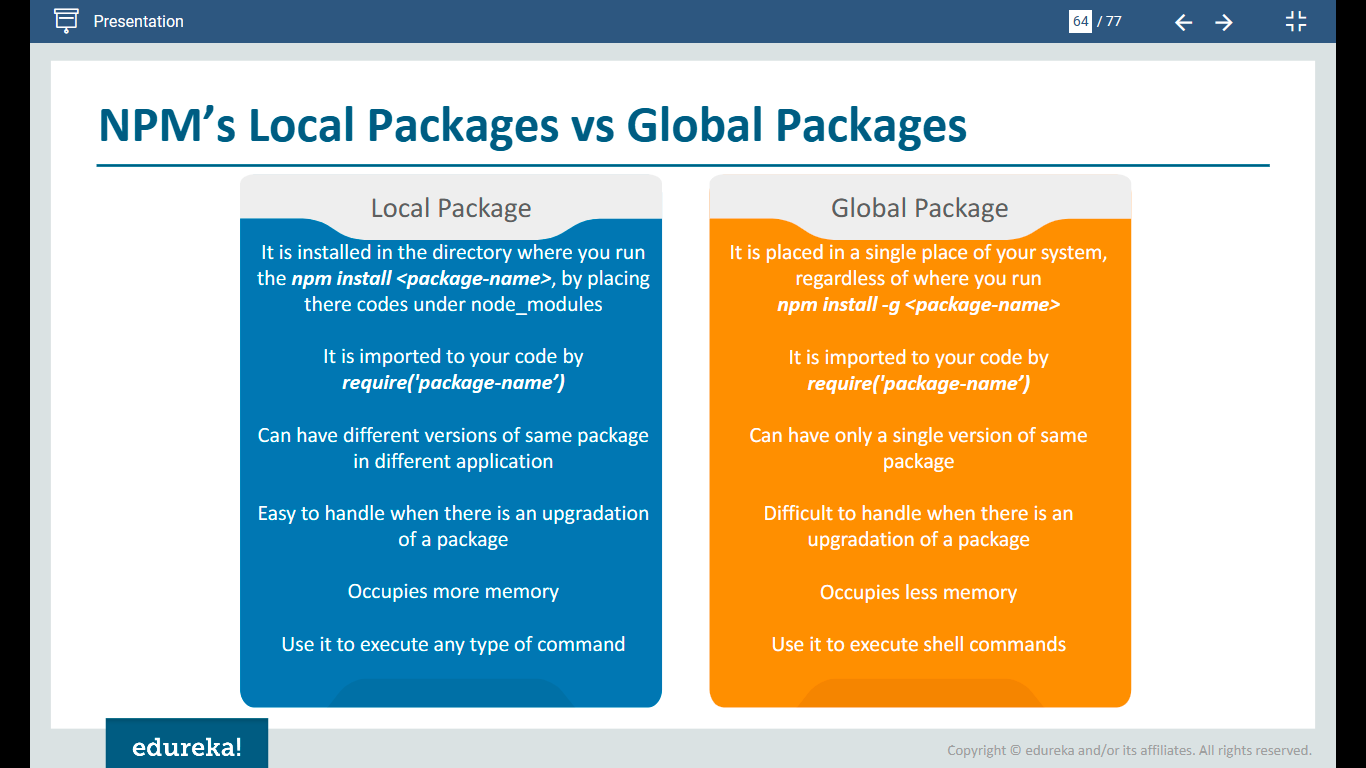 Presentation
64 / 77
NPM’s Local Packages vs Global Packages
Local Package
It is installed in the directory where you run
the npm install <package-name>, by placing
there codes under node_modules
It is imported to your code by
require('package-name’)
Can have different versions of same package
in different application
Easy to handle when there is an upgradation
of a package
Occupies more memory
Use it to execute any type of command
Global Package
It is placed in a single place of your system,
regardless of where you run
npm install -g <package-name>
It is imported to your code by
require('package-name’)
Can have only a single version of same
package
Difficult to handle when there is an
upgradation of a package
Occupies less memory
Use it to execute shell commands
edureka!
Copyright © edureka and/or its affiliates. All rights reserved.